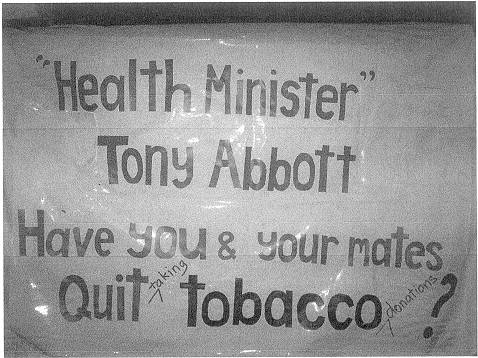 "Health Minister"
Tony Abbott
Have you & your mates
Quit taking tobacco donations?